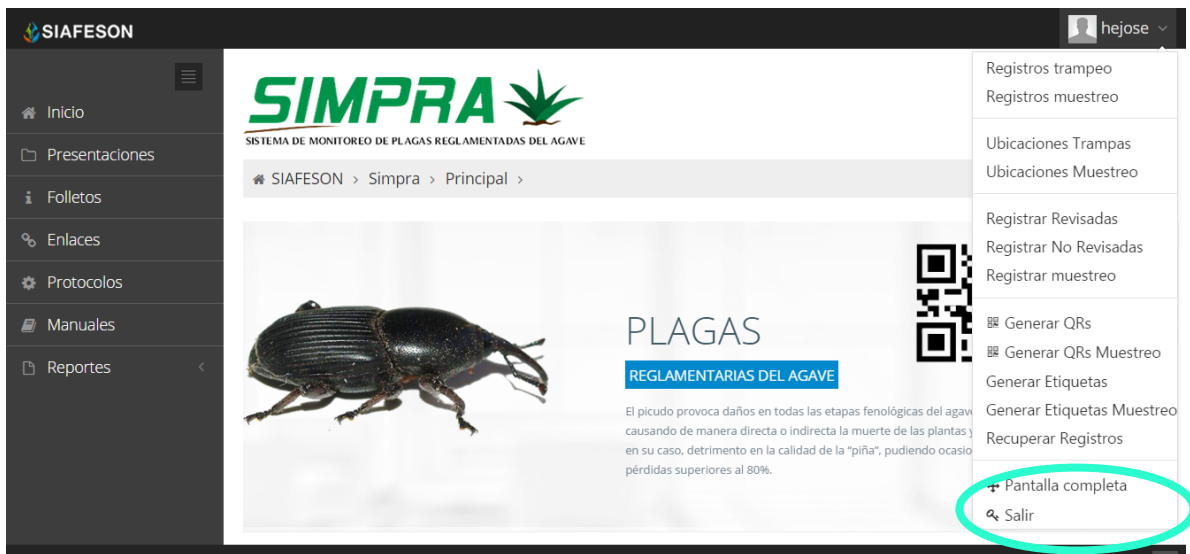 SIAFESON
hejose
Inicio
Presentaciones
Folletos
Enlaces
Protocolos
Manuales
Reportes
SIMPRA
SISTEMA DE MONITOREO DE PLAGAS REGLAMENTADAS DEL AGAVE
SIAFESON > Simpra > Principal >
PLAGAS
REGLAMENTARIAS DEL AGAVE
El picudo provoca daños en todas las etapas fenológicas del agave
causando de manera directa o indirecta la muerte de las plantas y
en su caso, detrimento en la calidad de la "piña", pudiendo ocasio
pérdidas superiores al 80%.
Registros trampeo
Registros muestreo
Ubicaciones Trampas
Ubicaciones Muestreo
Registrar Revisadas
Registrar No Revisadas
Registrar muestreo
Generar QRs
Generar QRs Muestreo
Generar Etiquetas
Generar Etiquetas Muestreo
Recuperar Registros
Pantalla completa
Salir